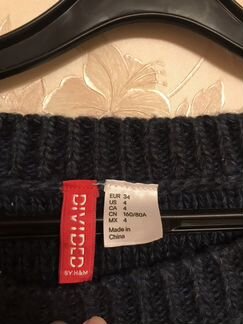 DIVIDED
BY H&M
EUR 34
US 4
CA 4
CN 160/80A
MX 4
Made in
China